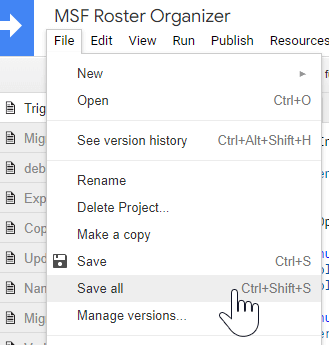 MSF Roster Organizer
File Edit View Run Publish Resources
New
Open Ctrl+O
See version history Ctrl+Alt+Shift+H
Rename
Delete Project...
Make a copy
Save Ctrl+S
Save all Ctrl+Shift+S
Manage versions...
Trig
Mig
deb
Exp
Cop
Upd
Nam
Mig